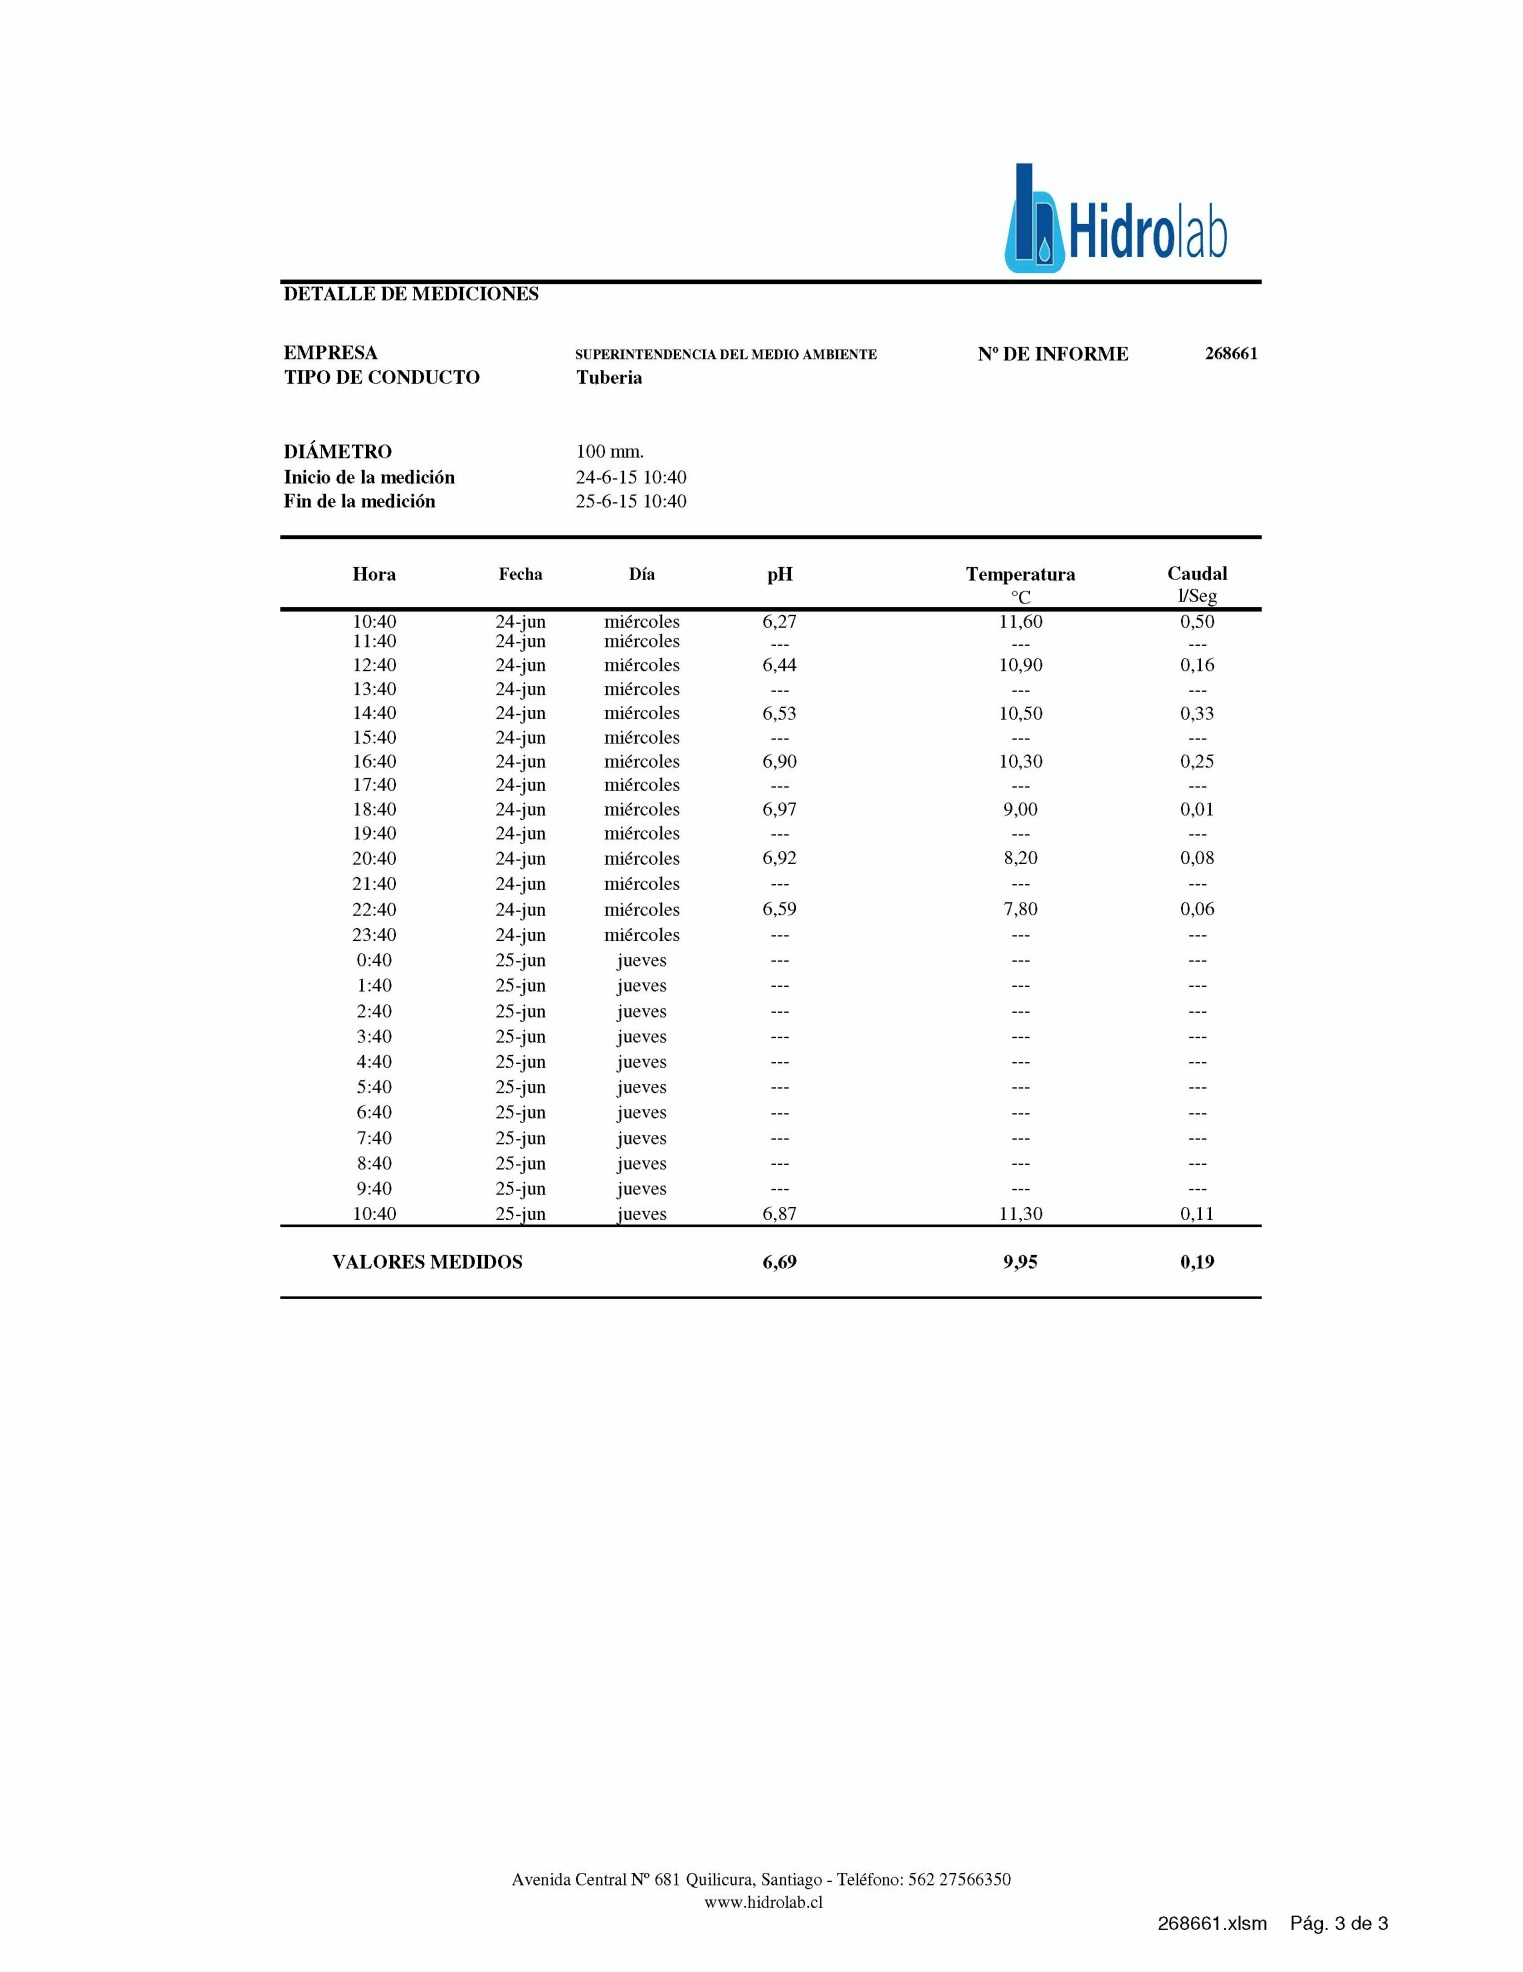 Hidrolab
DETALLE DE MEDICIONES
EMPRESA SUPERINTENDENCIA DEL MEDIO AMBIENTE Nº DE INFORME 268661
TIPO DE CONDUCTO Tuberia
DIÁMETRO 100 mm.
Inicio de la medición 24-6-15 10:40
Fin de la medición 25-6-15 10:40
Hora Fecha Día pH Temperatura Caudal
°C l/Seg
10:40 24-jun miércoles 6,27 11,60 0,50
11:40 24-jun miércoles --- --- ---
12:40 24-jun miércoles 6,44 10,90 0,16
13:40 24-jun miércoles --- --- ---
14:40 24-jun miércoles 6,53 10,50 0,33
15:40 24-jun miércoles --- --- ---
16:40 24-jun miércoles 6,90 10,30 0,25
17:40 24-jun miércoles --- --- ---
18:40 24-jun miércoles 6,97 9,00 0,01
19:40 24-jun miércoles --- --- ---
20:40 24-jun miércoles 6,92 8,20 0,08
21:40 24-jun miércoles --- --- ---
22:40 24-jun miércoles 6,59 7,80 0,06
23:40 24-jun miércoles --- --- ---
0:40 25-jun jueves --- --- ---
1:40 25-jun jueves --- --- ---
2:40 25-jun jueves --- --- ---
3:40 25-jun jueves --- --- ---
4:40 25-jun jueves --- --- ---
5:40 25-jun jueves --- --- ---
6:40 25-jun jueves --- --- ---
7:40 25-jun jueves --- --- ---
8:40 25-jun jueves --- --- ---
9:40 25-jun jueves --- --- ---
10:40 25-jun jueves 6,87 11,30 0,11
VALORES MEDIDOS 6,69 9,95 0,19
Avenida Central Nº 681 Quilicura, Santiago - Teléfono: 562 27566350
www.hidrolab.cl
268661.xlsm Pág. 3 de 3